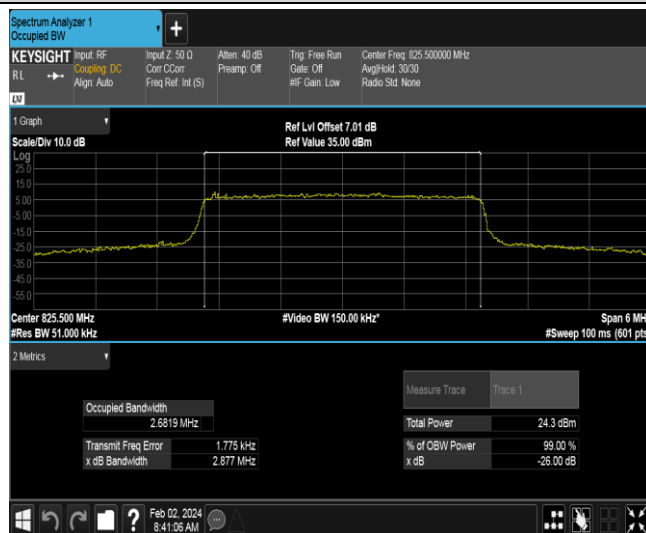 Spectrum Analyzer 1
Occupied BW
+
KEYSIGHT Input: RF Input Z: 50 Ω Atten: 40 dB Trig: Free Run Center Freq: 825.500000 MHz
RL Coupling: DC Corr CCorr Preamp: Off Gate: Off Avg|Hold: 30/30
Align: Auto Freq Ref: Int (S) #IF Gain: Low Radio Std: None
LXI
1 Graph
Ref Lvl Offset 7.01 dB
Scale/Div 10.0 dB Ref Value 35.00 dBm
Log
25.0
15.0
5.00
-5.00
-15.0
-25.0
-35.0
-45.0
-55.0
Center 825.500 MHz #Video BW 150.00 kHz* Span 6 MH
#Res BW 51.000 kHz #Sweep 100 ms (601 pts
2 Metrics
Measure Trace Trace 1
Occupied Bandwidth
2.6819 MHz Total Power 24.3 dBm
Transmit Freq Error 1.775 kHz % of OBW Power 99.00 %
x dB Bandwidth 2.877 MHz x dB -26.00 dB
?
Feb 02, 2024
8:41:06 AM